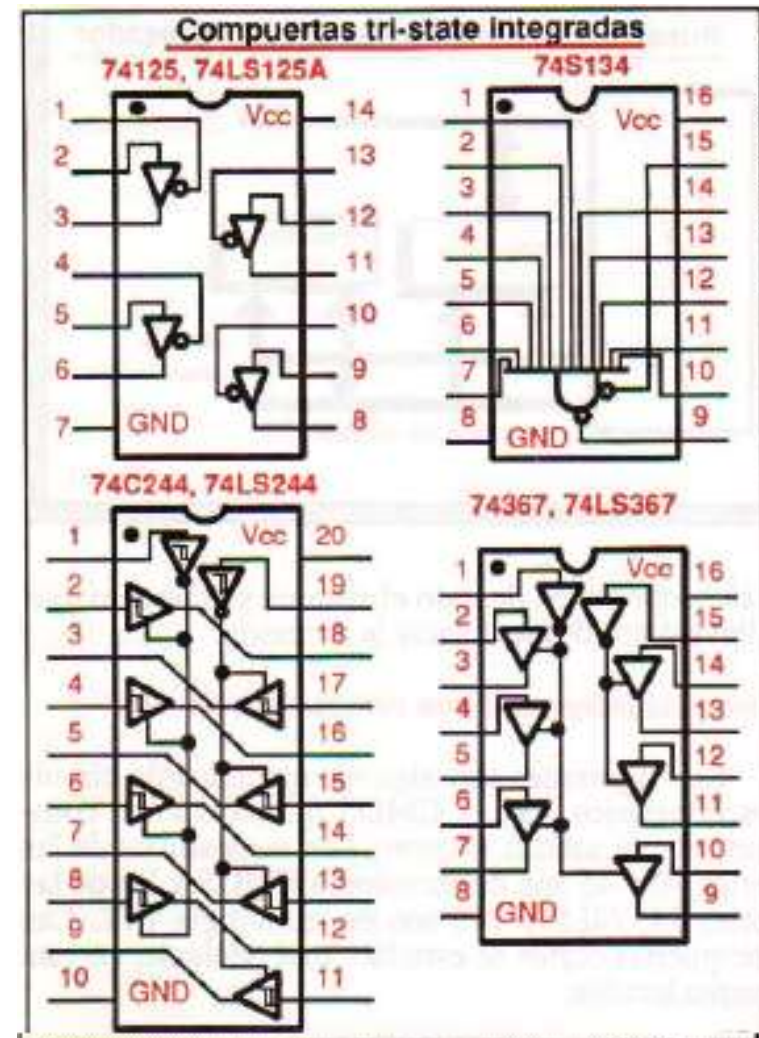 Compuertas tri-state integradas
74125, 74LS125A
1 Vcc 14
2 13
3 12
4 11
5 10
6 9
7 GND 8
74S134
1 Vcc 16
2 15
3 14
4 13
5 12
6 11
7 10
8 GND 9
74C244, 74LS244
1 Vcc 20
2 19
3 18
4 17
5 16
6 15
7 14
8 13
9 12
10 GND 11
74367, 74LS367
1 Vcc 16
2 15
3 14
4 13
5 12
6 11
7 10
8 GND 9